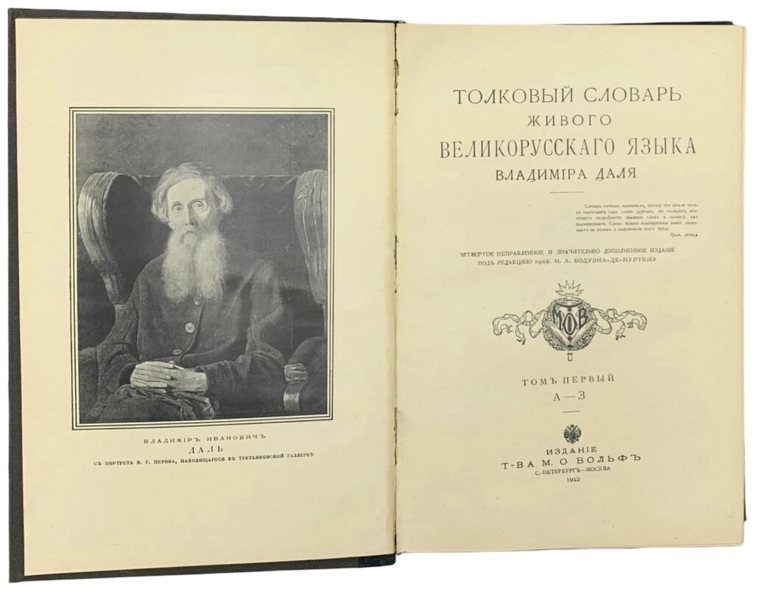 ВЛАДИМІРЪ ИВАНОВИЧЪ
ДАЛЬ
СЪ ПОРТРЕТА В. Г. ПЕРОВА, НАХОДЯЩАГОСЯ ВЪ ТРЕТЬЯКОВСКОЙ ГАЛЛЕРЕѢ
ТОЛКОВЫЙ СЛОВАРЬ
ЖИВОГО
ВЕЛИКОРУССКАГО ЯЗЫКА
ВЛАДИМІРА ДАЛЯ
ЧЕТВЕРТОЕ ИСПРАВЛЕННОЕ И ЗНАЧИТЕЛЬНО ДОПОЛНЕННОЕ ИЗДАНІЕ
ПОДЪ РЕДАКЦІЕЮ проф. И. А. БОДУЭНА-ДЕ-КУРТЕНЭ
М О В
ТОМЪ ПЕРВЫЙ
А—З
ИЗДАНІЕ
Т-ВА М. О ВОЛЬФЪ
С.-ПЕТЕРБУРГЪ—МОСКВА
1912